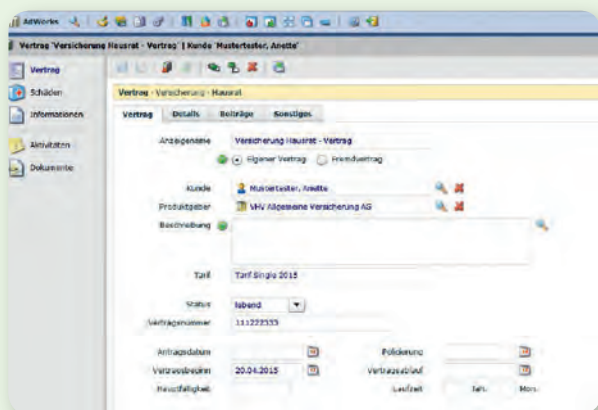 AdWorks
Vertrag 'Versicherung Hausrat - Vertrag' | Kunde 'Mustertester, Anette'
Vertrag
Schäden
Informationen
Aktivitäten
Dokumente
Vertrag - Versicherung - Hausrat
Vertrag Details Beiträge Sonstiges
Anzeigename Versicherung Hausrat - Vertrag
Eigener Vertrag Fremdvertrag
Kunde Mustertester, Anette
Produktgeber VHV Allgemeine Versicherung AG
Beschreibung
Tarif Tarif Single 2015
Status lebend
Vertragsnummer 111222333
Antragsdatum Policierung
Vertragsbeginn 20.04.2015 Vertragsablauf
Hauptfälligkeit Laufzeit Jah. Mon.